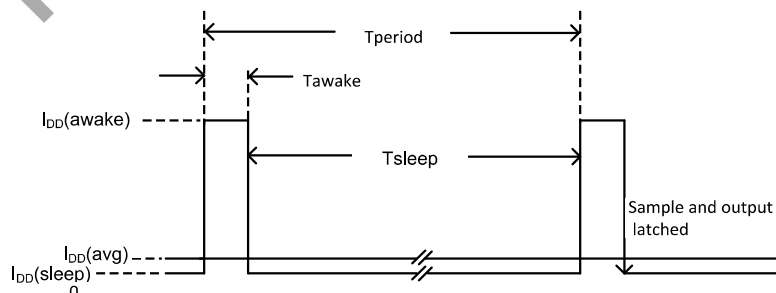 Tperiod
Tawake
IDD(awake)
Tsleep
Sample and output
latched
IDD(avg)
IDD(sleep)
0